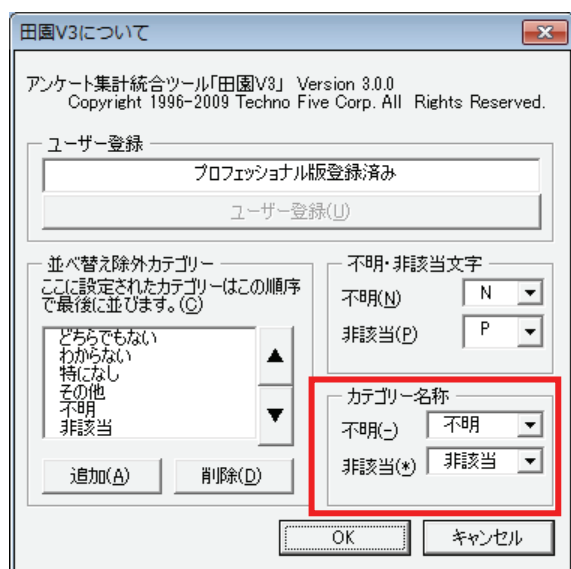 田園V3について
アンケート集計統合ツール「田園V3」 Version 3.0.0
Copyright 1996-2009 Techno Five Corp. All Rights Reserved.
ユーザー登録
プロフェッショナル版登録済み
ユーザー登録(U)
並べ替え除外カテゴリー
ここに設定されたカテゴリーはこの順序
で最後に並びます。(C)
どちらでもない
わからない
特になし
その他
不明
非該当
追加(A)
削除(D)
不明・非該当文字
不明(N) N
非該当(P) P
カテゴリー名称
不明(-) 不明
非該当(*) 非該当
OK
キャンセル